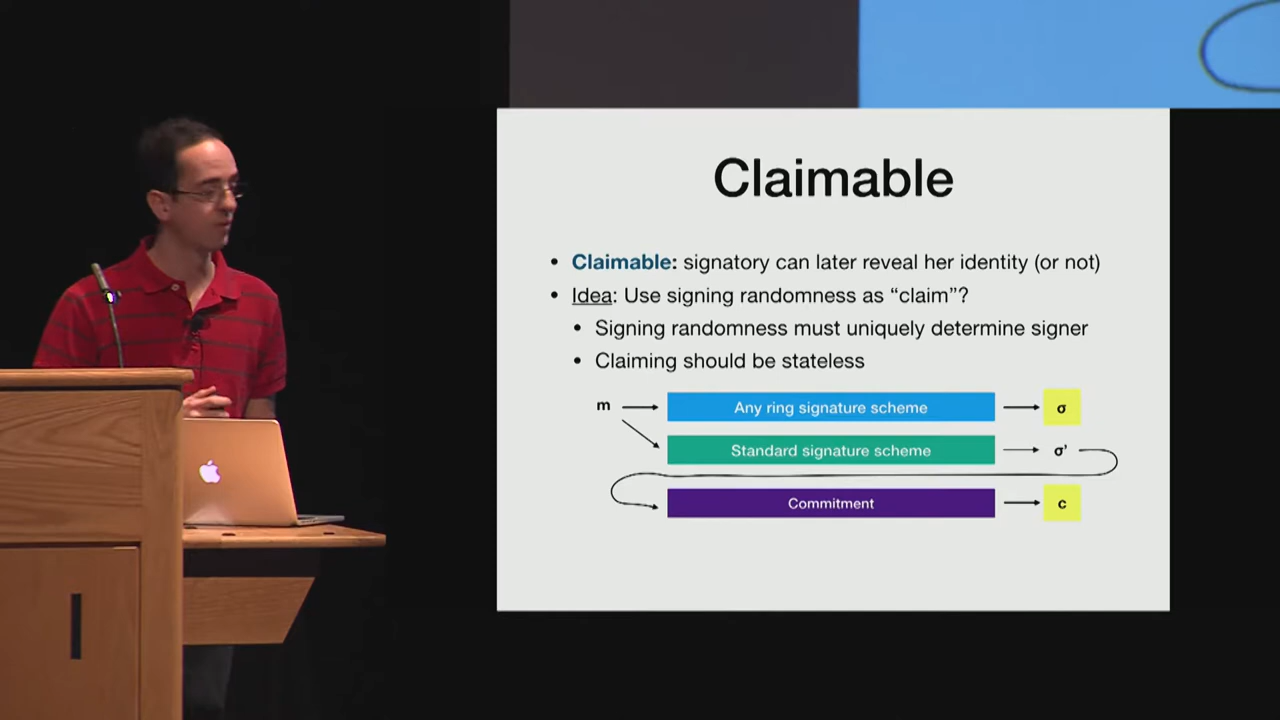 Claimable
• Claimable: signatory can later reveal her identity (or not)
• Idea: Use signing randomness as “claim”?
• Signing randomness must uniquely determine signer
• Claiming should be stateless
m Any ring signature scheme σ
Standard signature scheme σ’
Commitment c